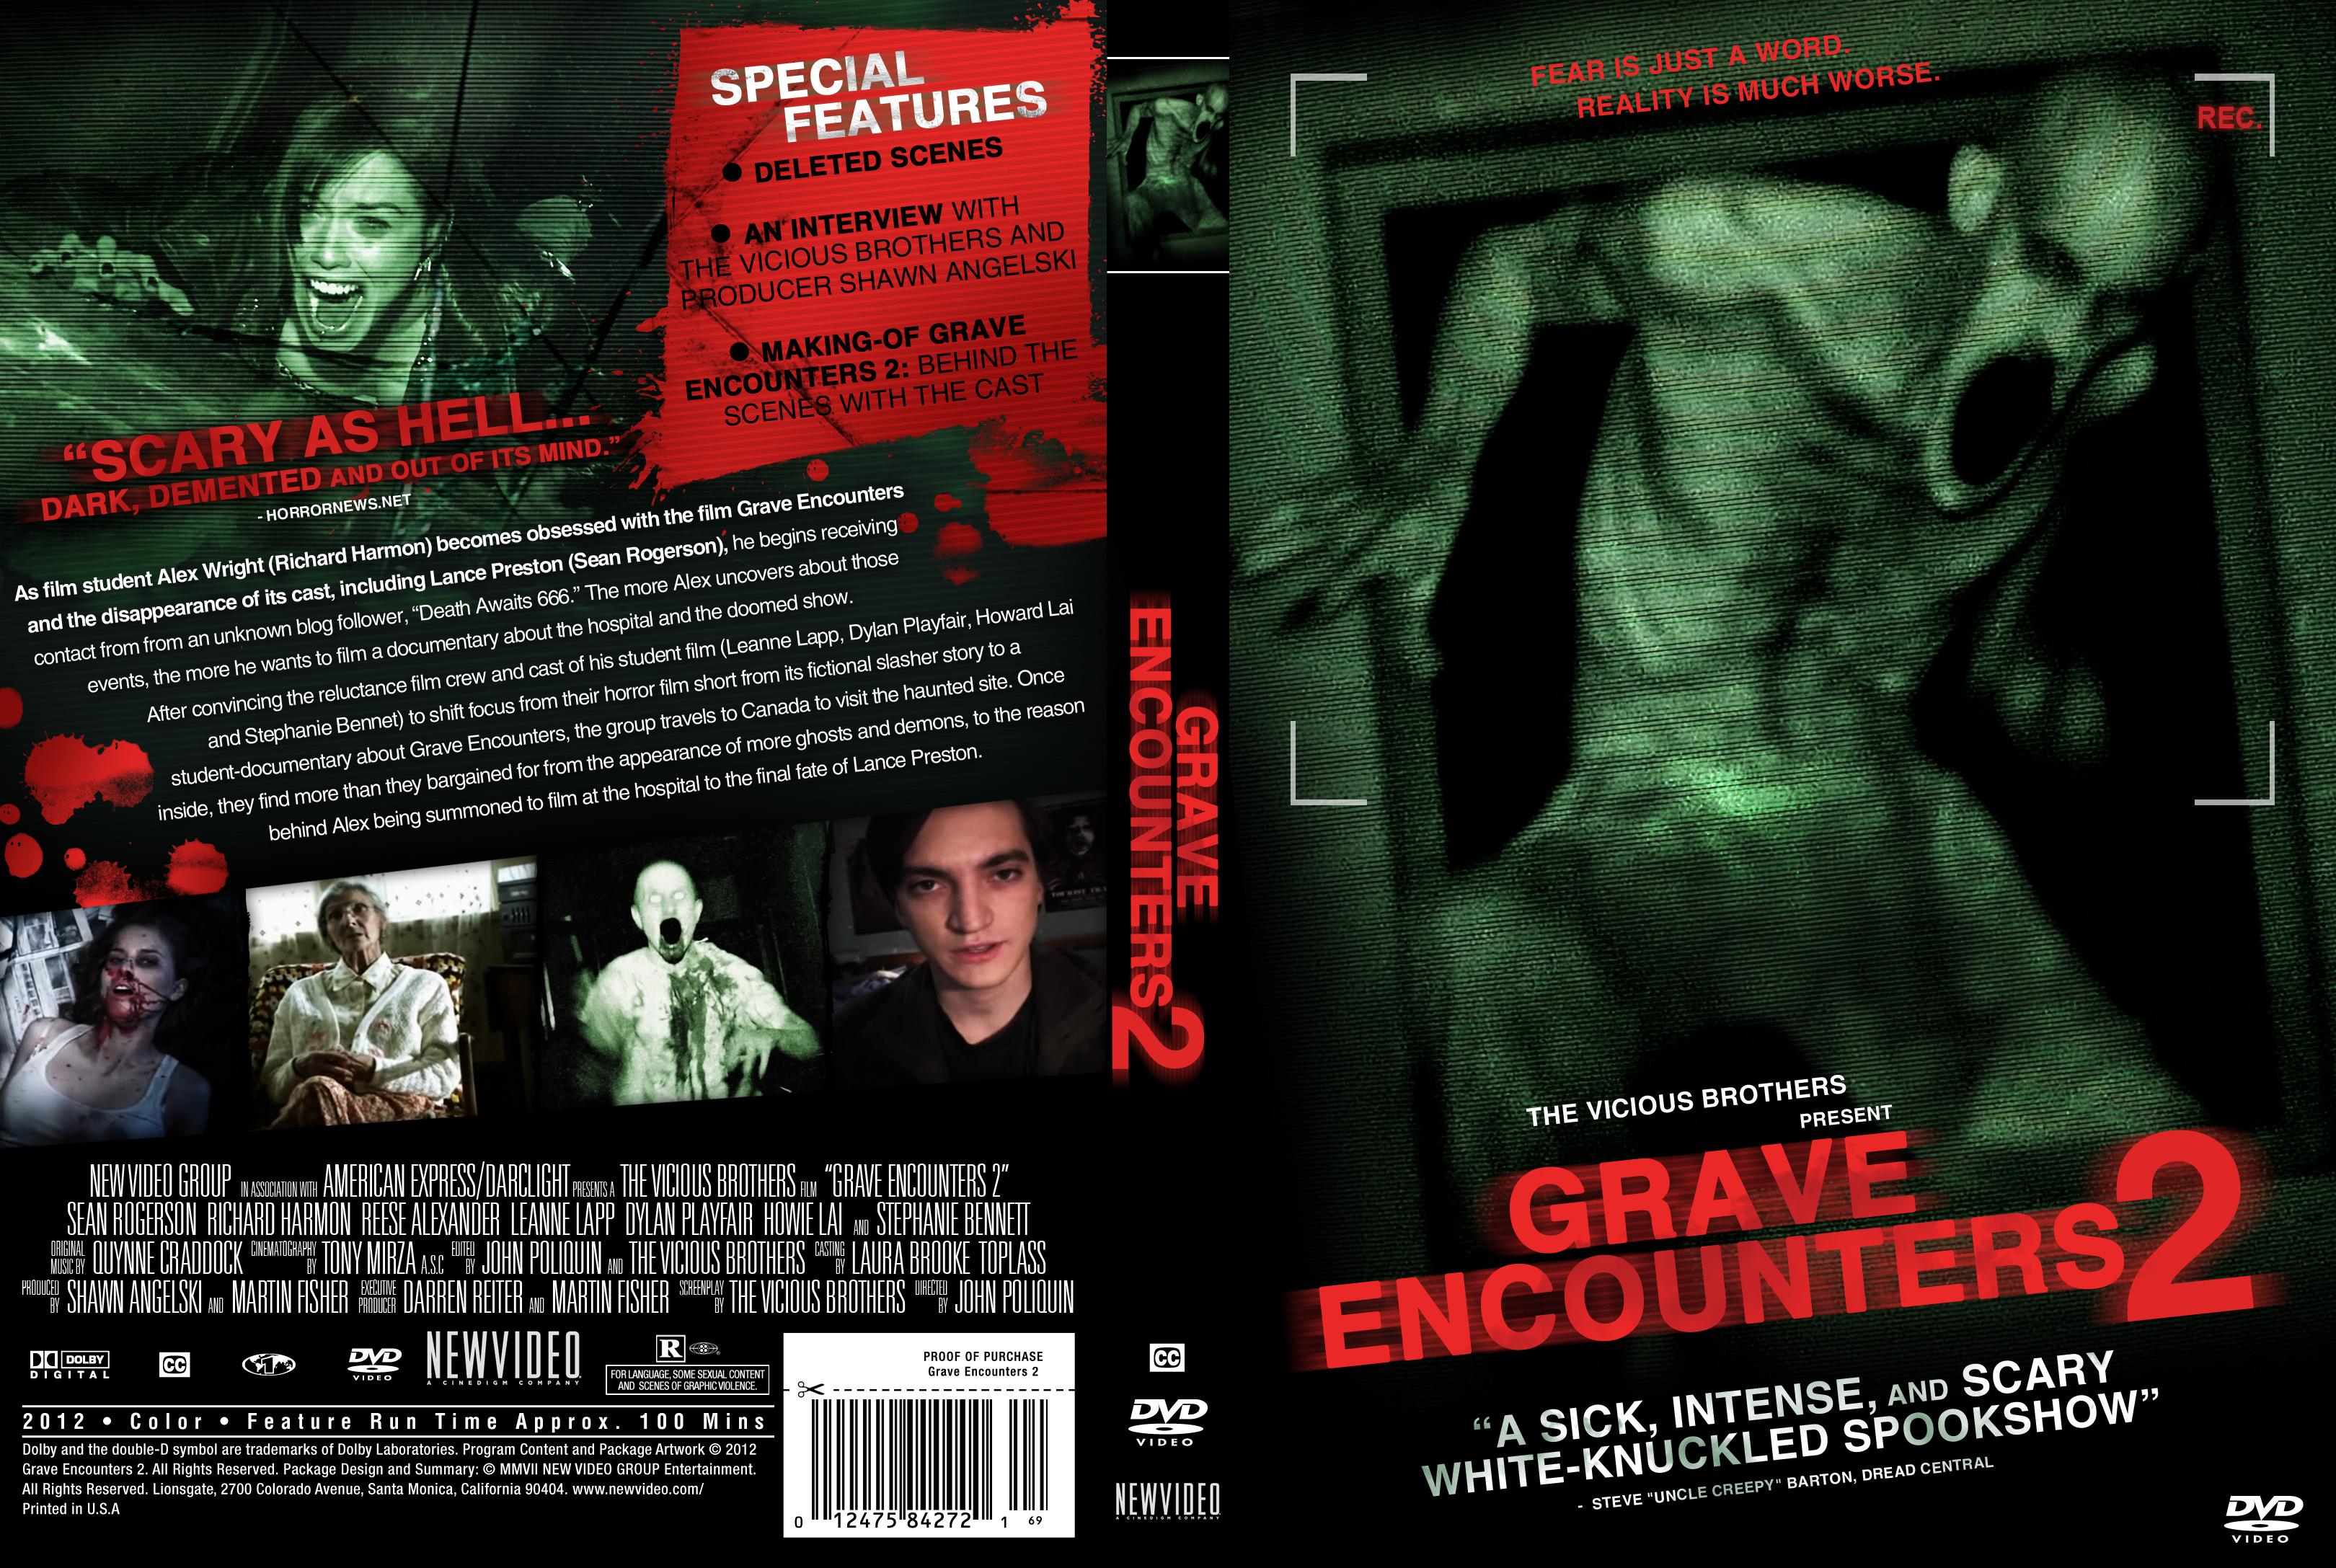 SPECIAL
FEATURES
● DELETED SCENES
● AN INTERVIEW WITH
THE VICIOUS BROTHERS AND
PRODUCER SHAWN ANGELSKI
● MAKING-OF GRAVE
ENCOUNTERS 2: BEHIND THE
SCENES WITH THE CAST
“SCARY AS HELL...
DARK, DEMENTED AND OUT OF ITS MIND.”
- HORRORNEWS.NET
As film student Alex Wright (Richard Harmon) becomes obsessed with the film Grave Encounters
and the disappearance of its cast, including Lance Preston (Sean Rogerson), he begins receiving
contact from from an unknown blog follower, “Death Awaits 666.” The more Alex uncovers about those
events, the more he wants to film a documentary about the hospital and the doomed show.
After convincing the reluctance film crew and cast of his student film (Leanne Lapp, Dylan Playfair, Howard Lai
and Stephanie Bennet) to shift focus from their horror film short from its fictional slasher story to a
student-documentary about Grave Encounters, the group travels to Canada to visit the haunted site. Once
inside, they find more than they bargained for from the appearance of more ghosts and demons, to the reason
behind Alex being summoned to film at the hospital to the final fate of Lance Preston.
NEW VIDEO GROUP IN ASSOCIATION WITH AMERICAN EXPRESS/DARCLIGHT PRESENTS A THE VICIOUS BROTHERS FILM “GRAVE ENCOUNTERS 2”
SEAN ROGERSON RICHARD HARMON REESE ALEXANDER LEANNE LAPP DYLAN PLAYFAIR HOWIE LAI AND STEPHANIE BENNETT
ORIGINAL MUSIC BY QUYNNE CRADDOCK CINEMATOGRAPHY BY TONY MIRZA A.S.C EDITED BY JOHN POLIQUIN AND THE VICIOUS BROTHERS CASTING BY LAURA BROOKE TOPLASS
PRODUCED BY SHAWN ANGELSKI AND MARTIN FISHER EXECUTIVE PRODUCER DARREN REITER AND MARTIN FISHER SCREENPLAY BY THE VICIOUS BROTHERS DIRECTED BY JOHN POLIQUIN
DOLBY
DIGITAL
CC
1
DVD
VIDEO
NEWVIDEO
A CINEDIGM COMPANY
R
FOR LANGUAGE, SOME SEXUAL CONTENT
AND SCENES OF GRAPHIC VIOLENCE.
2012 • Color • Feature Run Time Approx. 100 Mins
Dolby and the double-D symbol are trademarks of Dolby Laboratories. Program Content and Package Artwork © 2012
Grave Encounters 2. All Rights Reserved. Package Design and Summary: © MMVII NEW VIDEO GROUP Entertainment.
All Rights Reserved. Lionsgate, 2700 Colorado Avenue, Santa Monica, California 90404. www.newvideo.com/
Printed in U.S.A
PROOF OF PURCHASE
Grave Encounters 2
0 12475 84272 1 69
GRAVE
ENCOUNTERS
2
CC
DVD
VIDEO
NEWVIDEO
A CINEDIGM COMPANY
FEAR IS JUST A WORD.
REALITY IS MUCH WORSE.
REC.
THE VICIOUS BROTHERS
PRESENT
GRAVE
ENCOUNTERS 2
“A SICK, INTENSE, AND SCARY
WHITE-KNUCKLED SPOOKSHOW”
- STEVE "UNCLE CREEPY" BARTON, DREAD CENTRAL
DVD
VIDEO